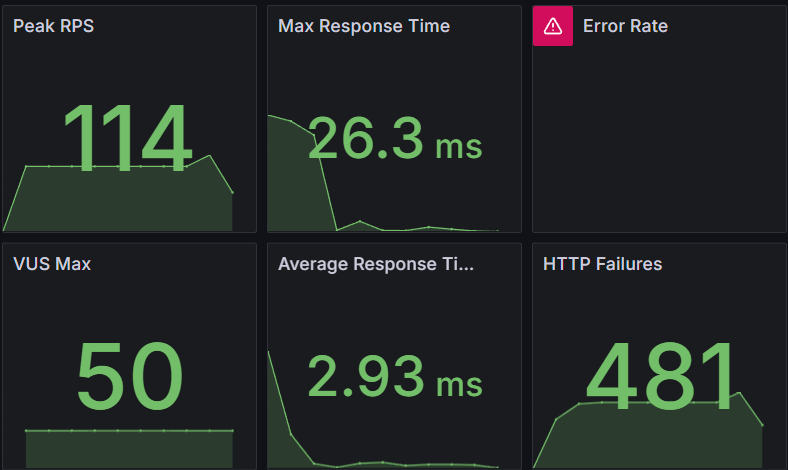 Peak RPS
114
Max Response Time
26.3 ms
Error Rate
VUS Max
50
Average Response Ti...
2.93 ms
HTTP Failures
481